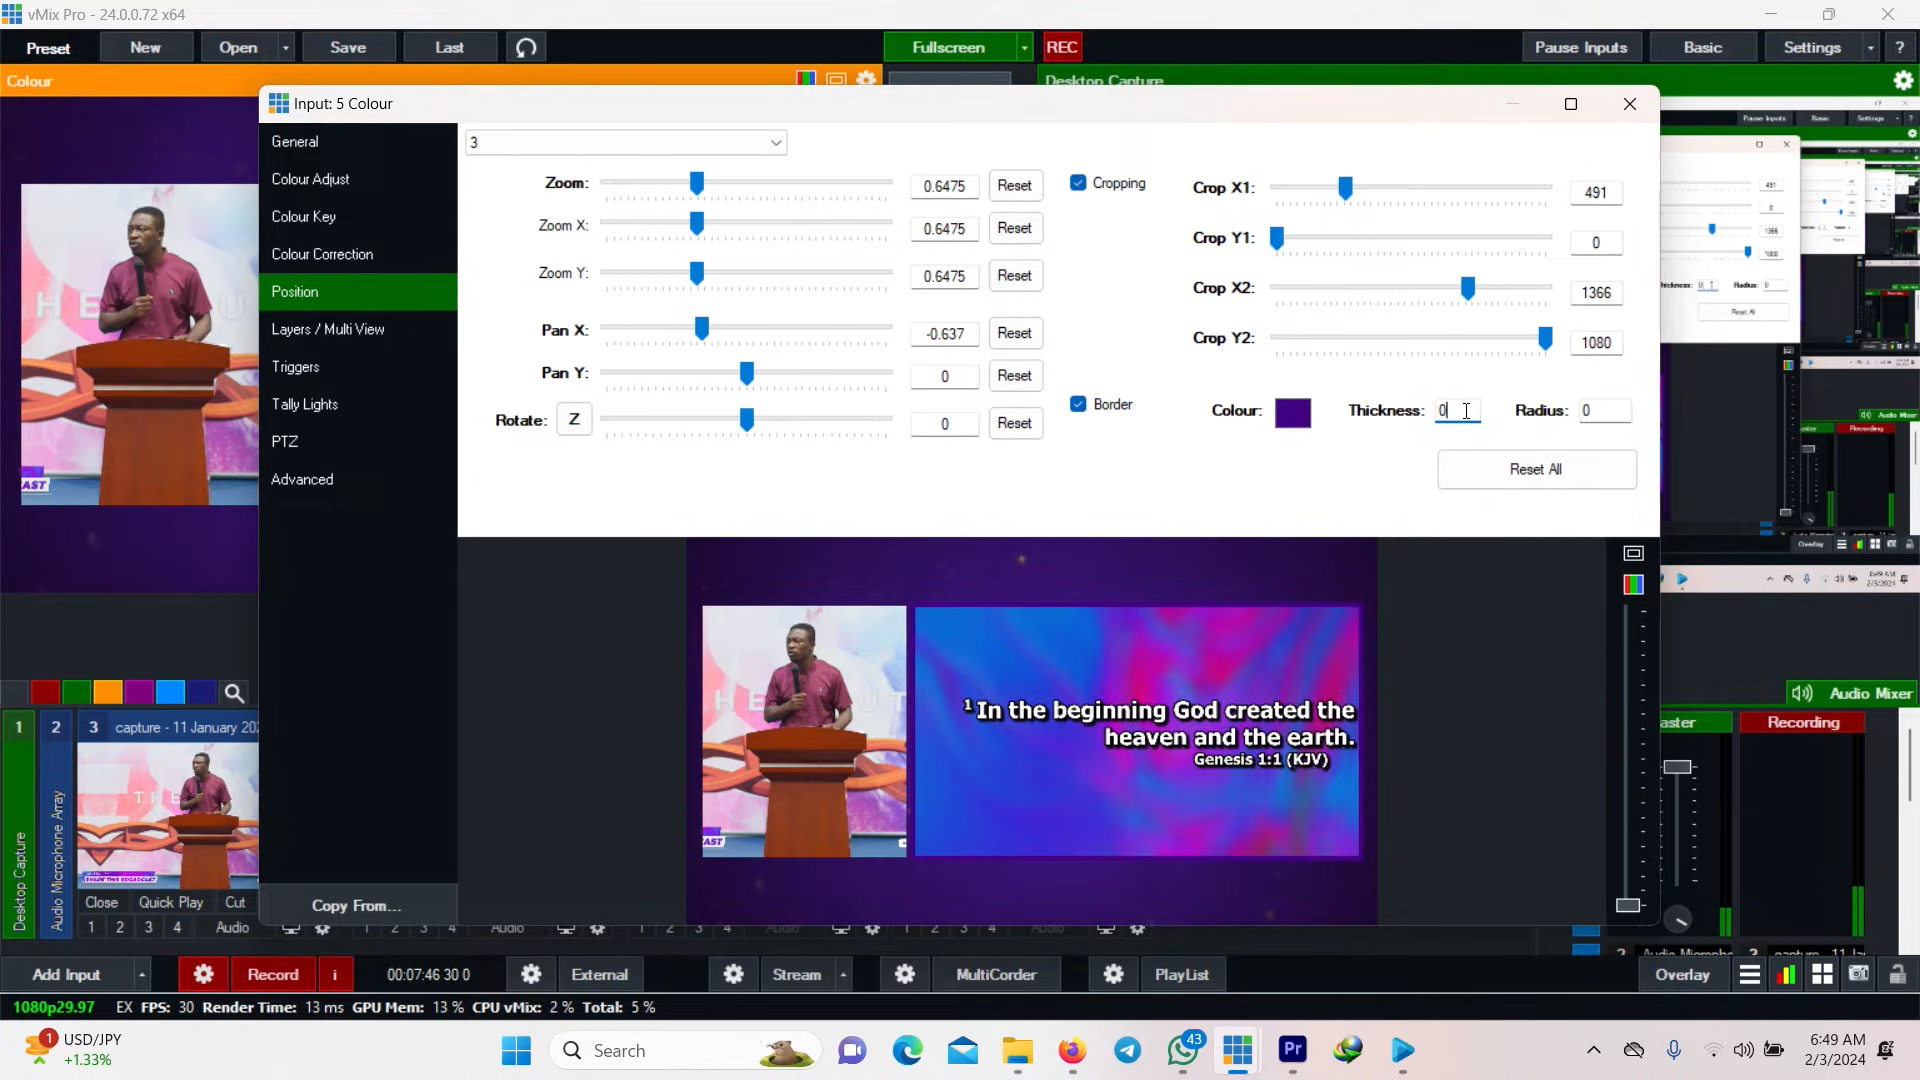 vMix Pro - 24.0.0.72 x64
Preset New Open Save Last Fullscreen REC Pause Inputs Basic Settings ?
Colour
Desktop Capture
Input: 5 Colour
General
Colour Adjust
Colour Key
Colour Correction
Position
Layers / Multi View
Triggers
Tally Lights
PTZ
Advanced
Copy From...
3
Zoom: 0.6475 Reset
Zoom X: 0.6475 Reset
Zoom Y: 0.6475 Reset
Pan X: -0.637 Reset
Pan Y: 0 Reset
Rotate: Z 0 Reset
Cropping
Crop X1: 491
Crop Y1: 0
Crop X2: 1366
Crop Y2: 1080
Border Colour: Thickness: 0 Radius: 0
Reset All
AST
1 In the beginning God created the
heaven and the earth.
Genesis 1:1 (KJV)
AST
Audio Mixer
1 2 3 capture - 11 January 202
Desktop Capture
Audio Microphone Array
aster Recording
Close Quick Play Cut
1 2 3 4 Audio
Add Input Record i 00:07:46 30 0 External Stream MultiCorder PlayList Overlay
1080p29.97 EX FPS: 30 Render Time: 13 ms GPU Mem: 13 % CPU vMix: 2 % Total: 5 %
1 USD/JPY
+1.33%
Search
43
Pr
6:49 AM
2/3/2024